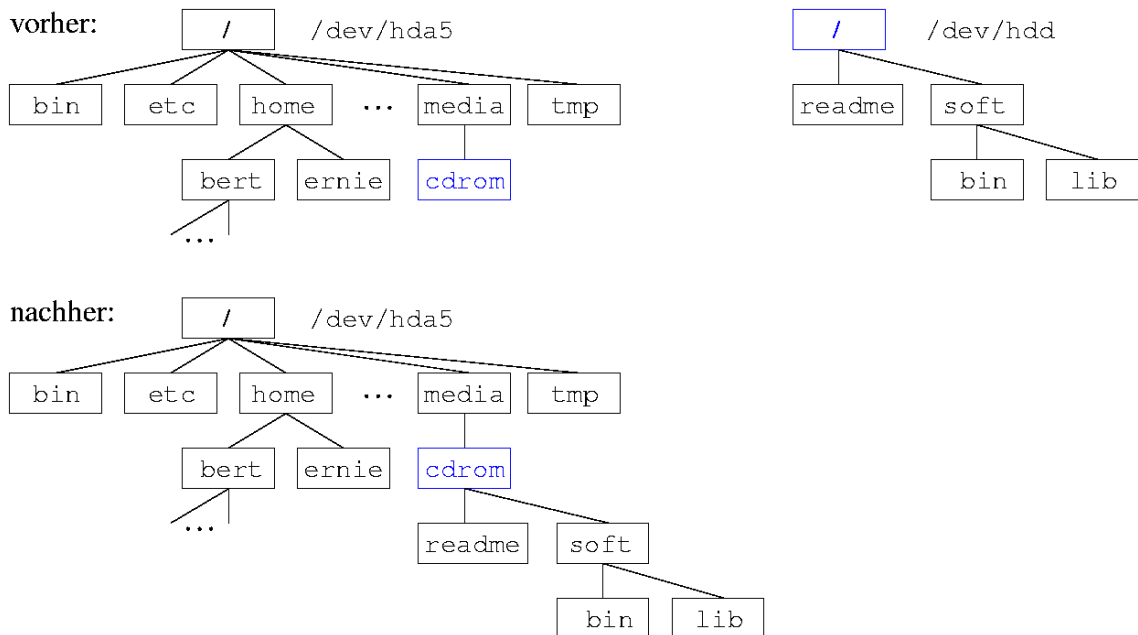 vorher: / /dev/hda5 / /dev/hdd
bin etc home ... media tmp readme soft
bert ernie cdrom bin lib
...
nachher: / /dev/hda5
bin etc home ... media tmp
bert ernie cdrom
...
readme soft
bin lib